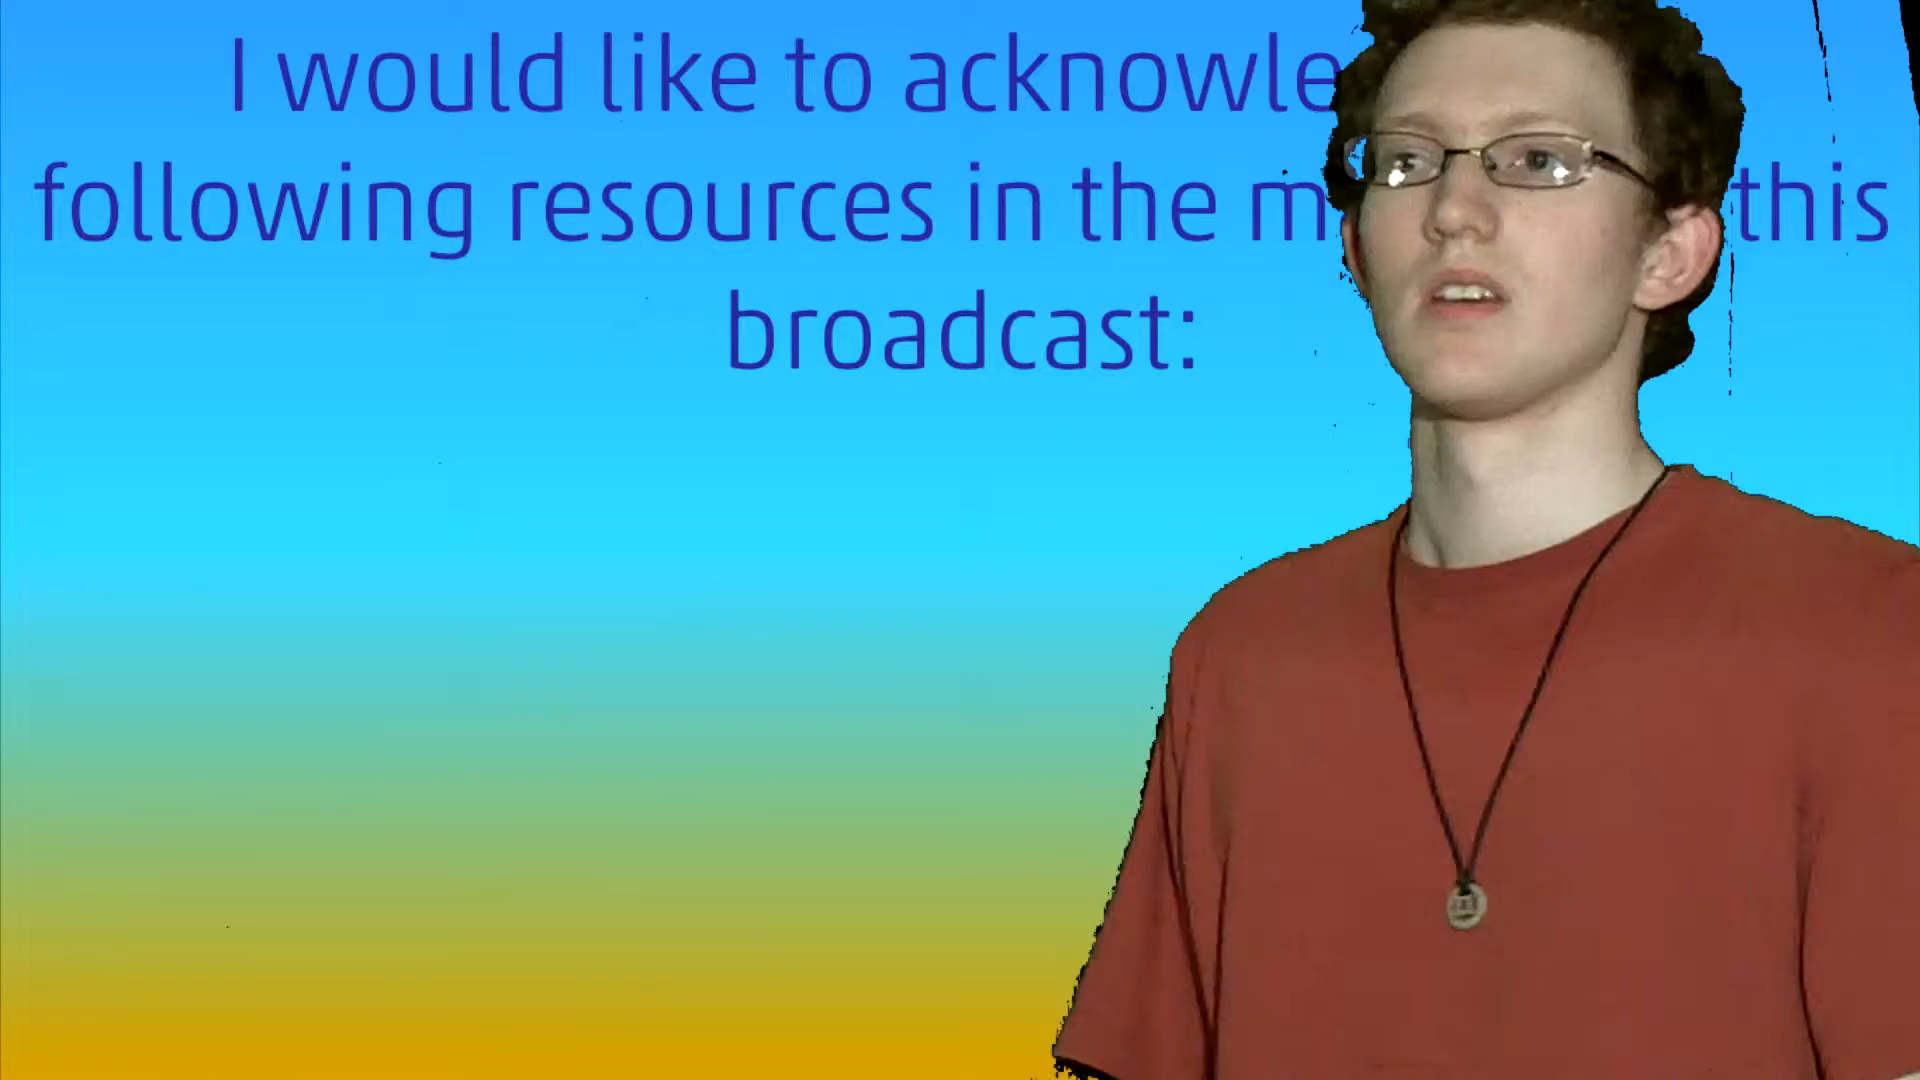 I would like to acknowle
following resources in the m this
broadcast: